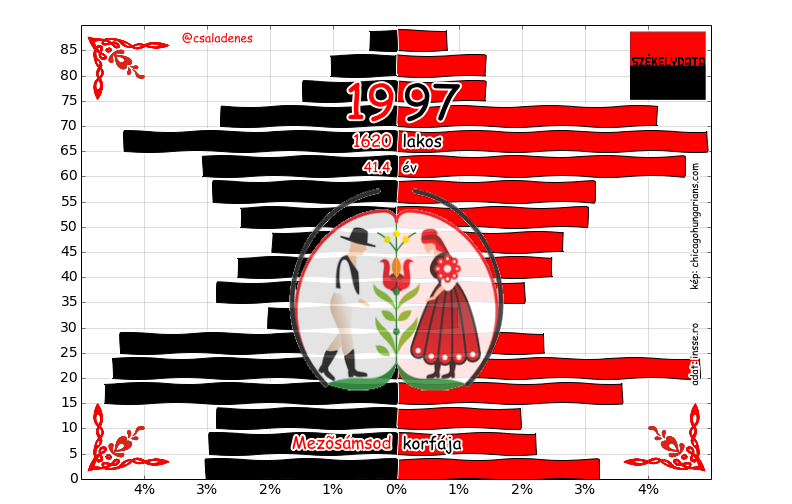 @csaladenes
SZÉKELYDATA
1997
1620 lakos
41,4 év
kép: chicagohungarians.com
adat: insse.ro
Mezősámsod korfája
85
80
75
70
65
60
55
50
45
40
35
30
25
20
15
10
5
0
4% 3% 2% 1% 0% 1% 2% 3% 4%